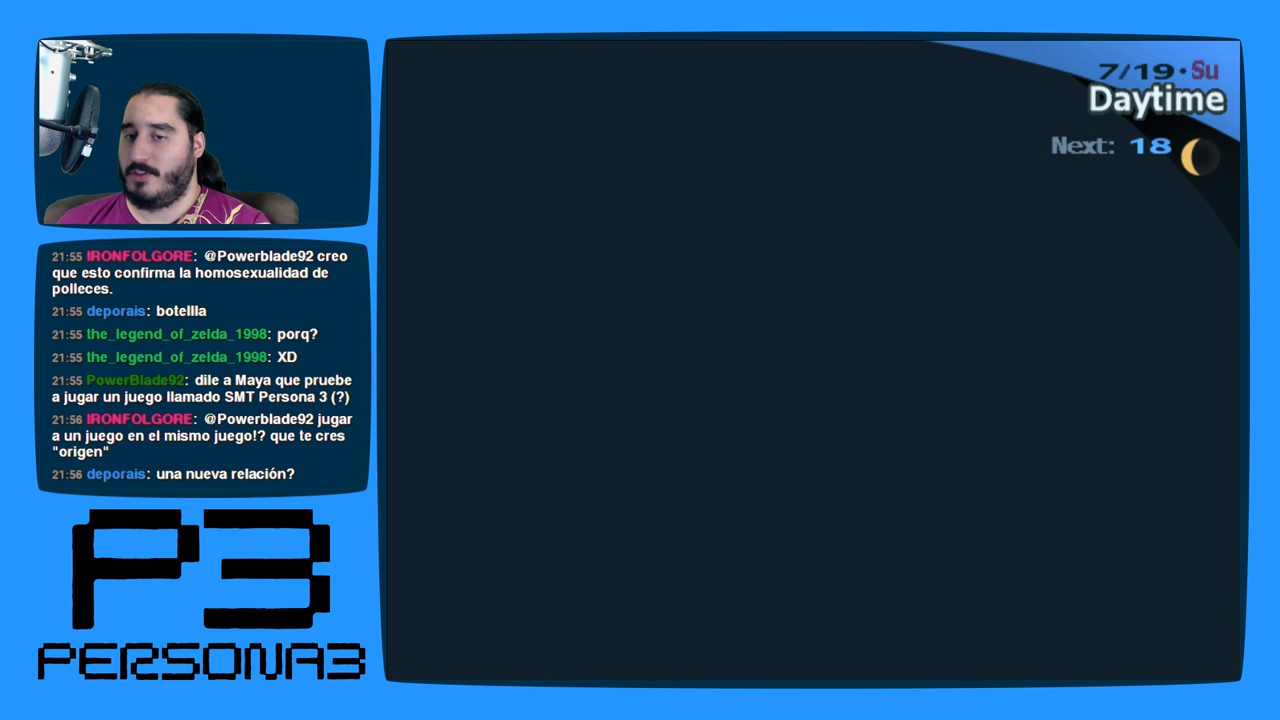 7/19・Su
Daytime
Next: 18
21:55 IRONFOLGORE: @Powerblade92 creo
que esto confirma la homosexualidad de
polleces.
21:55 deporais: botellla
21:55 the_legend_of_zelda_1998: porq?
21:55 the_legend_of_zelda_1998: XD
21:55 PowerBlade92: dile a Maya que pruebe
a jugar un juego llamado SMT Persona 3 (?)
21:56 IRONFOLGORE: @Powerblade92 jugar
a un juego en el mismo juego!? que te cres
"origen"
21:56 deporais: una nueva relación?
P3
PERSONA3